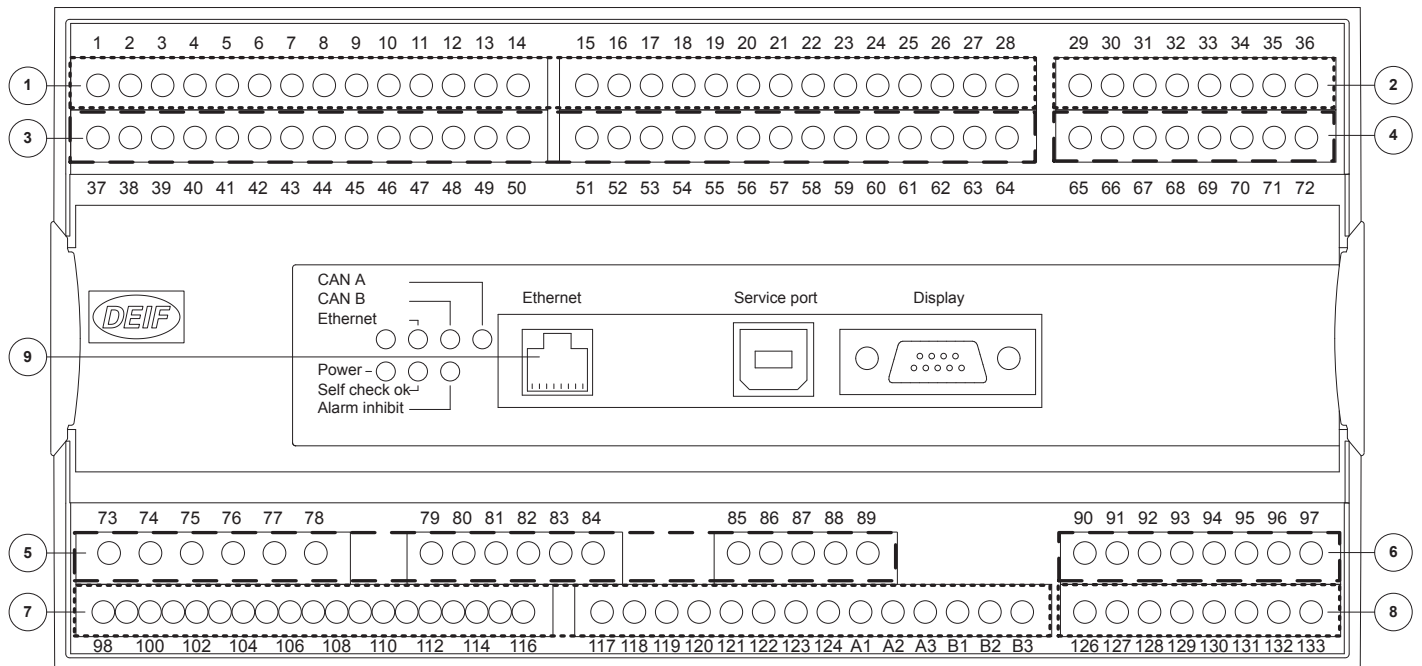 1 2 3 4 5 6 7 8 9 10 11 12 13 14 15 16 17 18 19 20 21 22 23 24 25 26 27 28 29 30 31 32 33 34 35 36
1 2
3 4
37 38 39 40 41 42 43 44 45 46 47 48 49 50 51 52 53 54 55 56 57 58 59 60 61 62 63 64 65 66 67 68 69 70 71 72
CAN A
CAN B
Ethernet
Ethernet Service port Display
DEIF
9
Power
Self check ok
Alarm inhibit
73 74 75 76 77 78 79 80 81 82 83 84 85 86 87 88 89 90 91 92 93 94 95 96 97
5 6
7 8
98 100 102 104 106 108 110 112 114 116 117 118 119 120 121 122 123 124 A1 A2 A3 B1 B2 B3 126 127 128 129 130 131 132 133